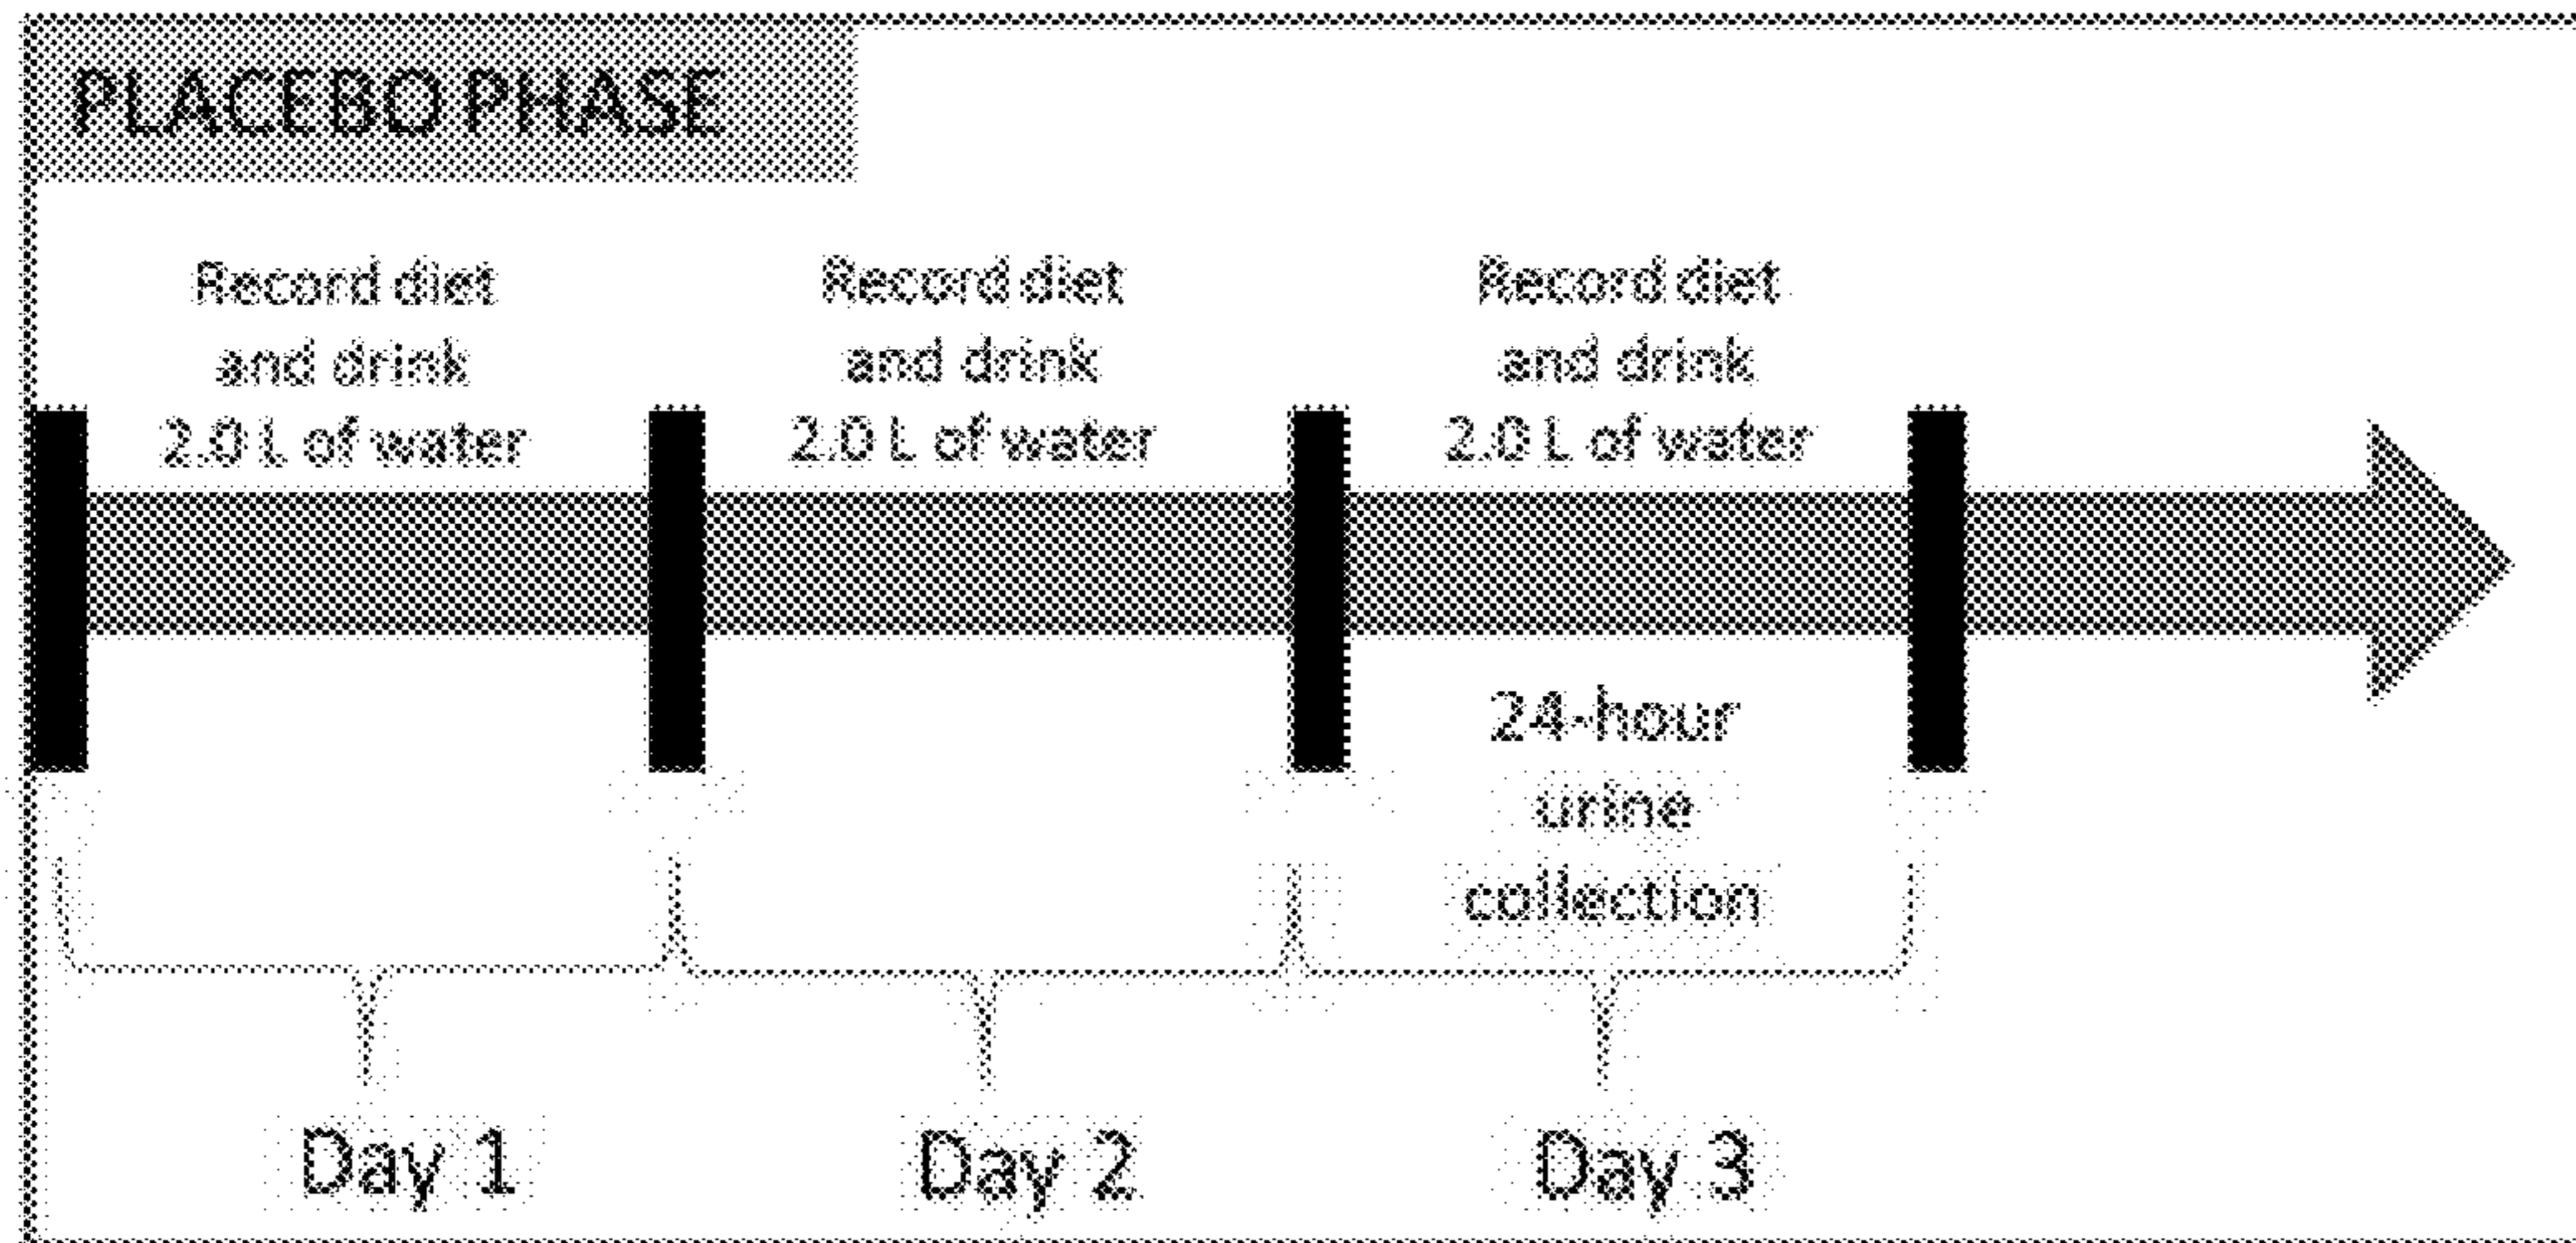 PLACEBO PHASE
Record diet
and drink
2.0 L of water
Record diet
and drink
2.0 L of water
Record diet
and drink
2.0 L of water
24-hour
urine
collection
Day 1
Day 2
Day 3